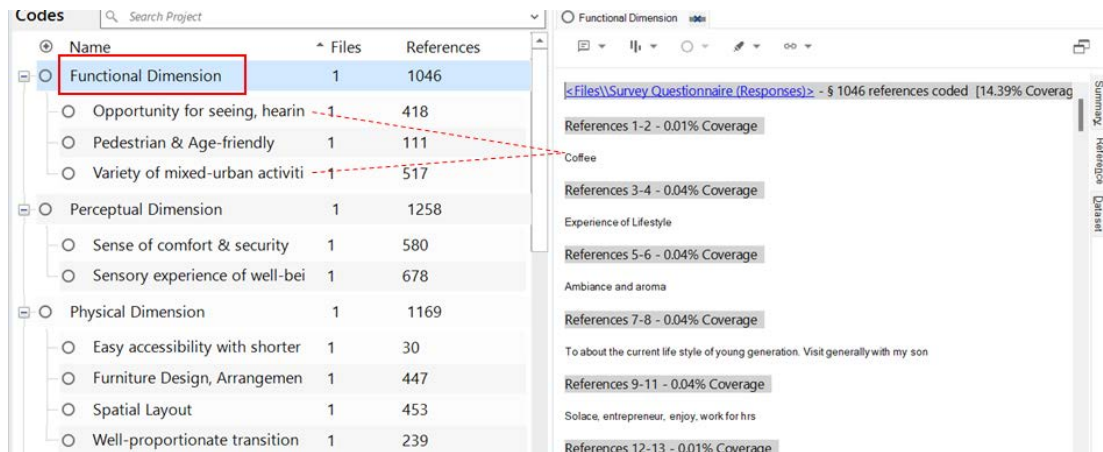 Codes
Search Project
Name Files References
Functional Dimension 1 1046
Opportunity for seeing, hearin 1 418
Pedestrian & Age-friendly 1 111
Variety of mixed-urban activiti 1 517
Perceptual Dimension 1 1258
Sense of comfort & security 1 580
Sensory experience of well-bei 1 678
Physical Dimension 1 1169
Easy accessibility with shorter 1 30
Furniture Design, Arrangemen 1 447
Spatial Layout 1 453
Well-proportionate transition 1 239
Functional Dimension
<Files\\Survey Questionnaire (Responses)> - § 1046 references coded [14.39% Coverag
References 1-2 - 0.01% Coverage
Coffee
References 3-4 - 0.04% Coverage
Experience of Lifestyle
References 5-6 - 0.04% Coverage
Ambiance and aroma
References 7-8 - 0.04% Coverage
To about the current life style of young generation. Visit generally with my son
References 9-11 - 0.04% Coverage
Solace, entrepreneur, enjoy, work for hrs
References 12-13 - 0.01% Coverage
Summary
Reference
Dataset